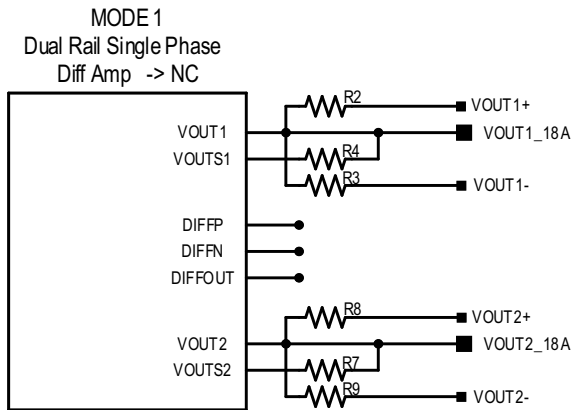 MODE 1
Dual Rail Single Phase
Diff Amp -> NC
R2
VOUT1+
VOUT1
VOUT1_18A
VOUTS1
R4
R3
VOUT1-
DIFFP
DIFFN
DIFFOUT
R8
VOUT2+
VOUT2
VOUT2_18A
VOUTS2
R7
R9
VOUT2-